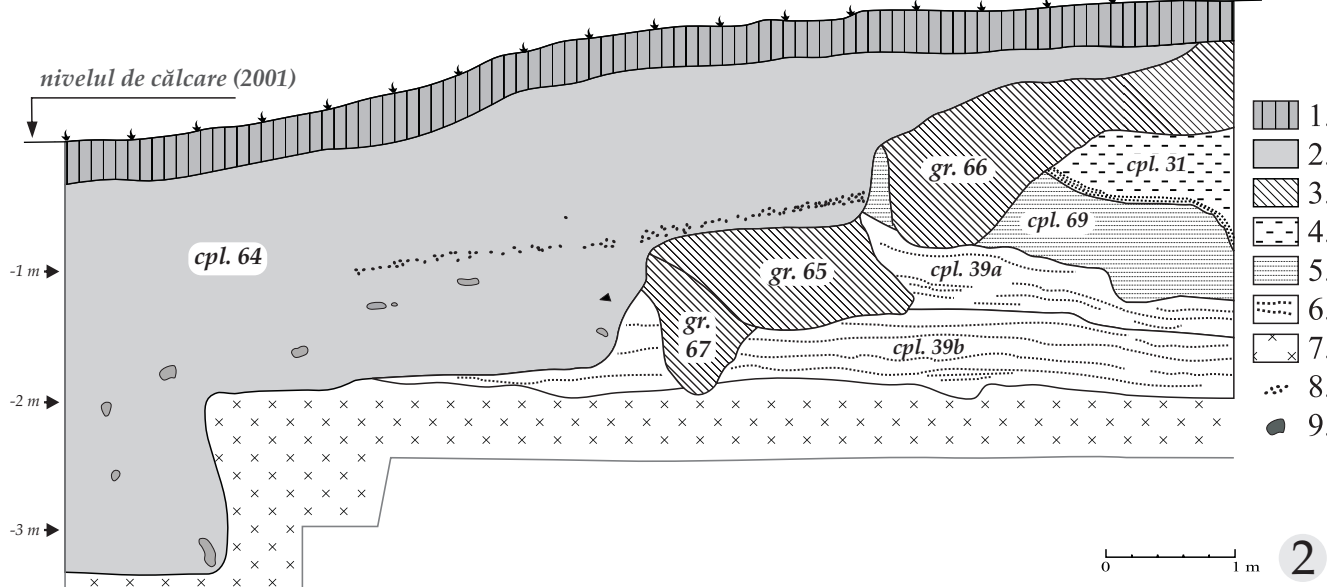 nivelul de călcare (2001)
cpl. 64
gr. 66
cpl. 31
cpl. 69
gr. 65
cpl. 39a
gr.
67
cpl. 39b
-1 m
-2 m
-3 m
1.
2.
3.
4.
5.
6.
7.
8.
9.
0 1 m
2